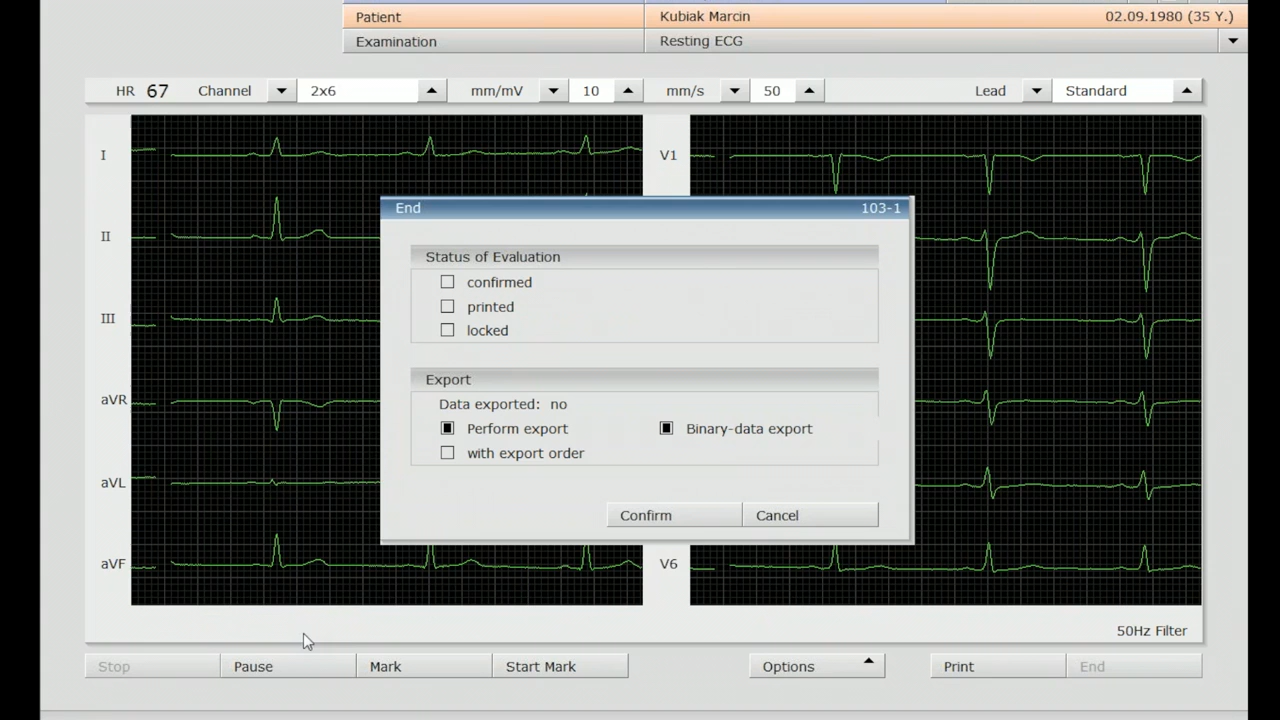 Patient Kubiak Marcin 02.09.1980 (35 Y.)
Examination Resting ECG
HR 67 Channel 2x6 mm/mV 10 mm/s 50 Lead Standard
I V1
End 103-1
II
Status of Evaluation
confirmed
printed
III
locked
Export
aVR
Data exported: no
Perform export Binary-data export
with export order
aVL
Confirm Cancel
aVF V6
50Hz Filter
Stop Pause Mark Start Mark Options Print End